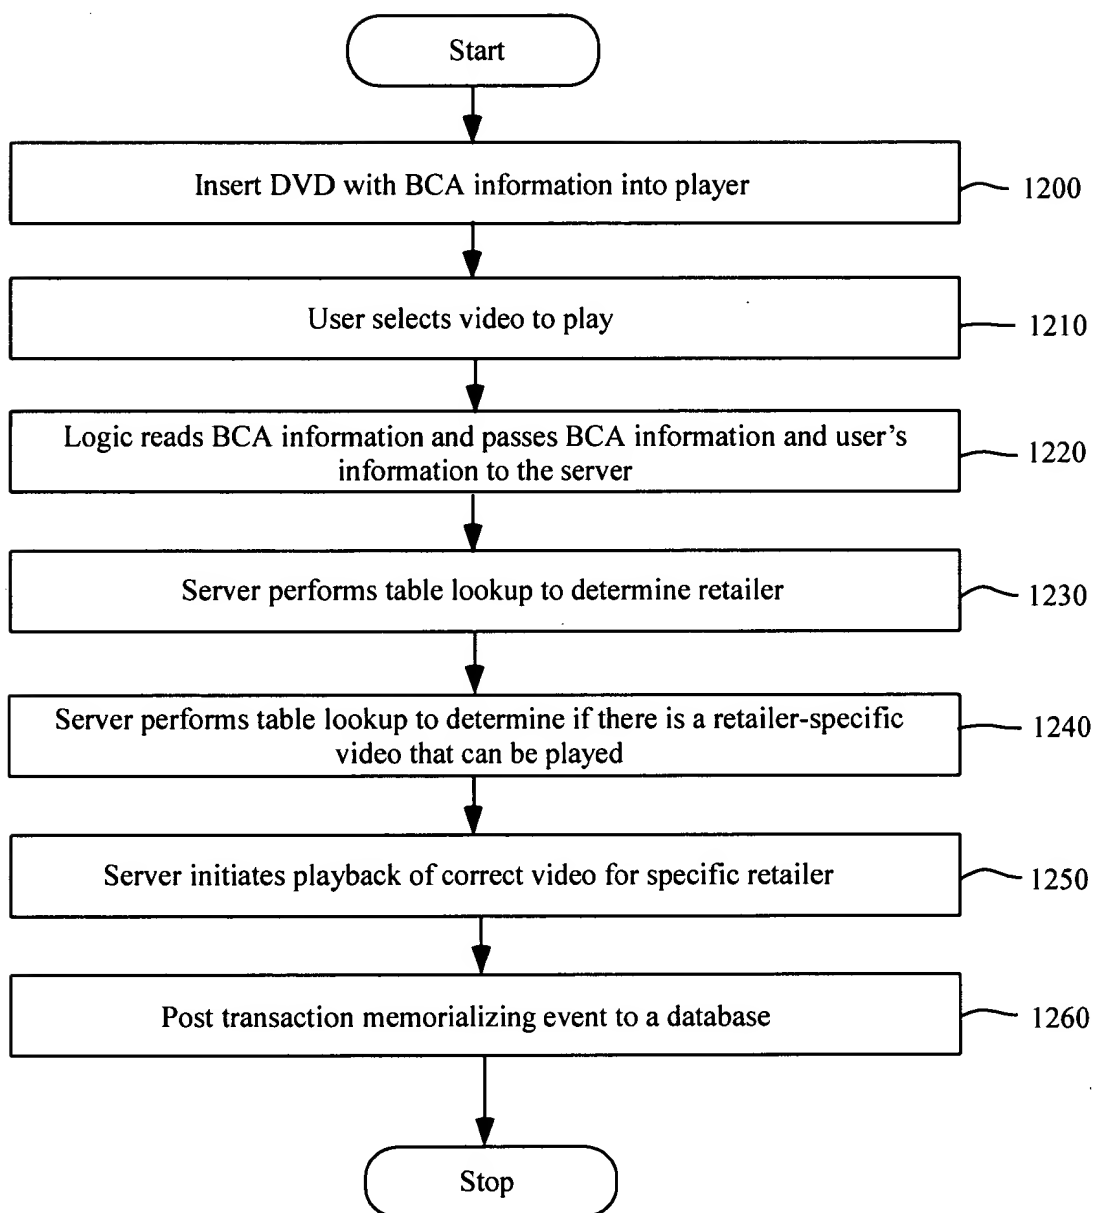 Start
Insert DVD with BCA information into player
1200
User selects video to play
1210
Logic reads BCA information and passes BCA information and user's
information to the server
1220
Server performs table lookup to determine retailer
1230
Server performs table lookup to determine if there is a retailer-specific
video that can be played
1240
Server initiates playback of correct video for specific retailer
1250
Post transaction memorializing event to a database
1260
Stop